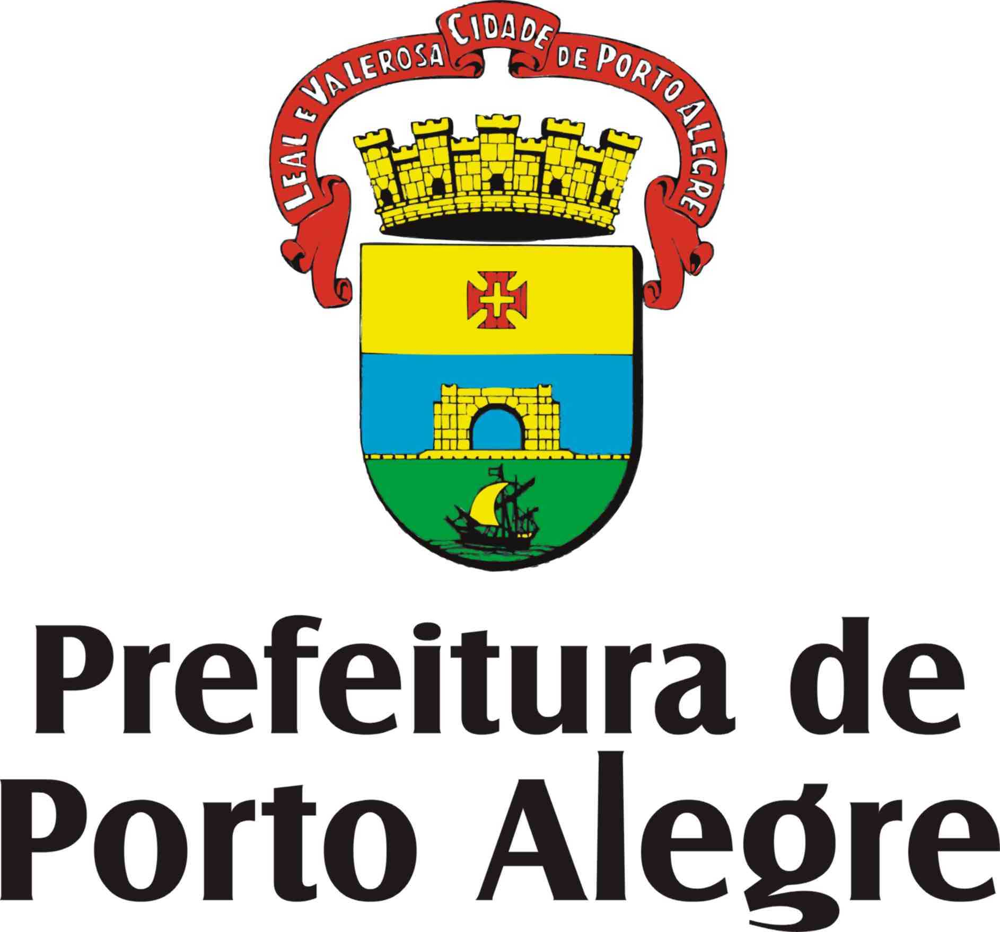 LEAL E VALEROSA CIDADE DE PORTO ALEGRE
Prefeitura de
Porto Alegre